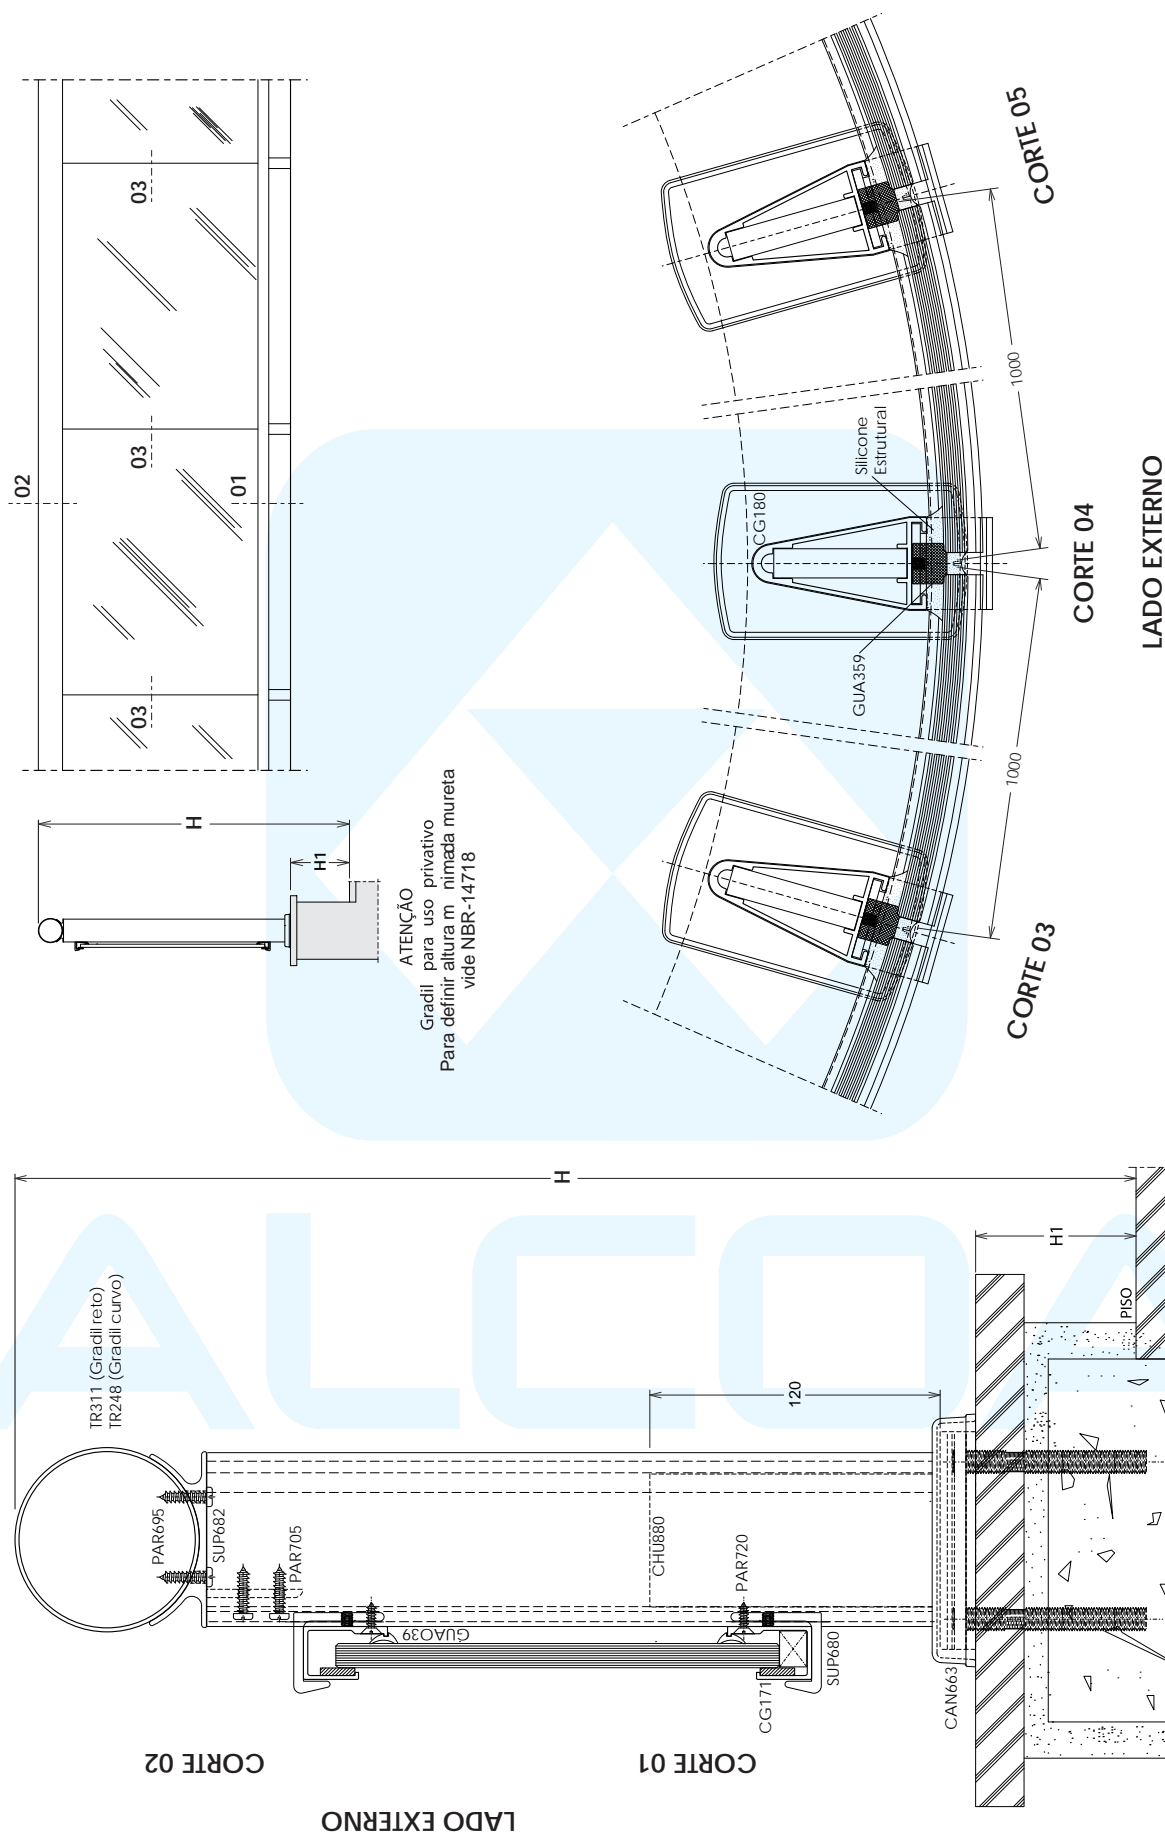 02
01
03
03
03
H
H1
ATENÇÃO
Gradil para uso privativo
Para definir altura m nimada mureta
vide NBR-14718
CORTE 03
CORTE 04
CORTE 05
LADO EXTERNO
1000
1000
GUA359
CG180
Silicone
Estrutural
H
H1
PISO
120
TR311 (Gradil reto)
TR248 (Gradil curvo)
PAR695
SUP682
PAR705
CHU880
PAR720
GUAO39
CG171
SUP680
CAN663
CORTE 02
CORTE 01
LADO EXTERNO
ALCOA